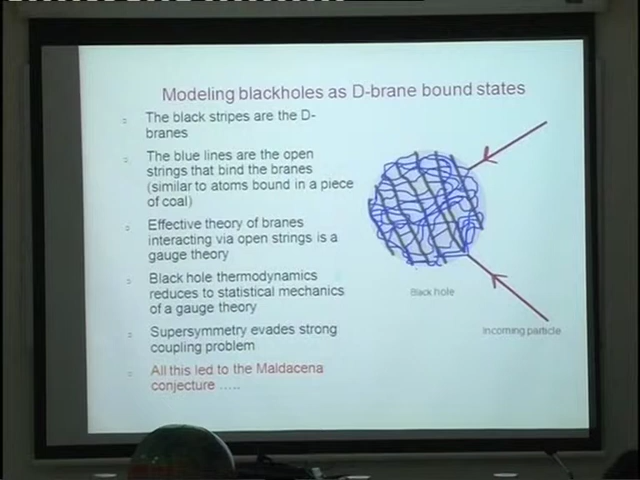 Modeling blackholes as D-brane bound states
The black stripes are the D-
branes
The blue lines are the open
strings that bind the branes
(similar to atoms bound in a piece
of coal)
Effective theory of branes
interacting via open strings is a
gauge theory
Black hole thermodynamics
reduces to statistical mechanics
of a gauge theory
Supersymmetry evades strong
coupling problem
All this led to the Maldacena
conjecture .....
Black hole
Incoming particle